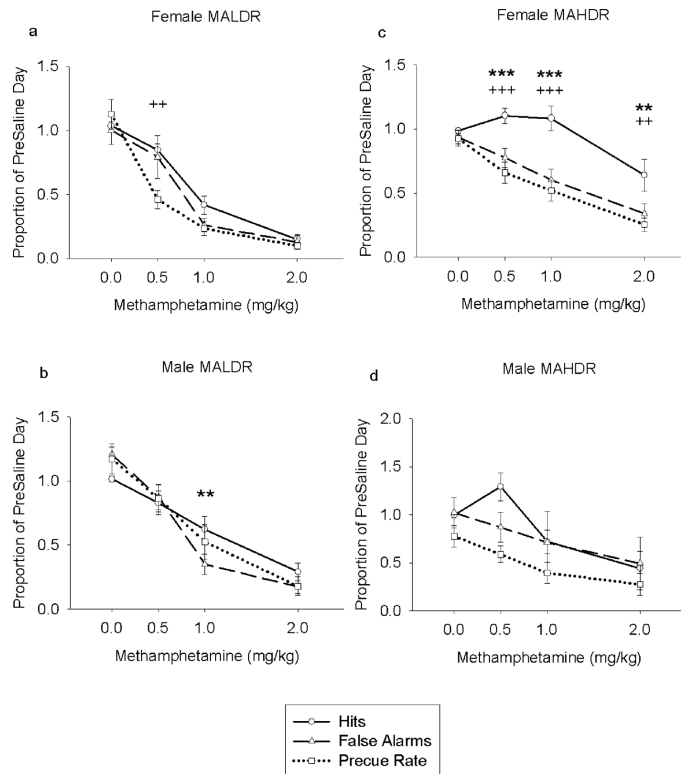 Female MALDR
a
++
1.5
1.0
0.5
0.0
Proportion of PreSaline Day
0.0 0.5 1.0 2.0
Methamphetamine (mg/kg)
Female MAHDR
c
*** *** **
+++ +++ ++
1.5
1.0
0.5
0.0
Proportion of PreSaline Day
0.0 0.5 1.0 2.0
Methamphetamine (mg/kg)
Male MALDR
b
**
1.5
1.0
0.5
0.0
Proportion of PreSaline Day
0.0 0.5 1.0 2.0
Methamphetamine (mg/kg)
Male MAHDR
d
2.0
1.5
1.0
0.5
0.0
Proportion of PreSaline Day
0.0 0.5 1.0 2.0
Methamphetamine (mg/kg)
Hits
False Alarms
Precue Rate